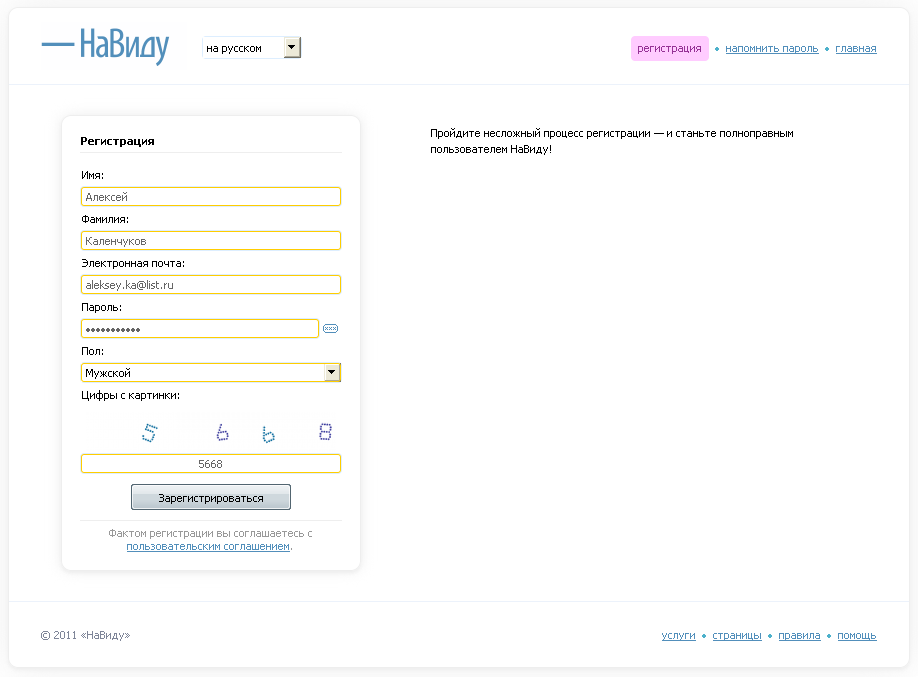 — НаВиду
на русском
регистрация • напомнить пароль • главная
Регистрация
Пройдите несложный процесс регистрации — и станьте полноправным
пользователем НаВиду!
Имя:
Алексей
Фамилия:
Каленчуков
Электронная почта:
aleksey.ka@list.ru
Пароль:
•••••••••••
Пол:
Мужской
Цифры с картинки:
5 6 6 8
5668
Зарегистрироваться
Фактом регистрации вы соглашаетесь с
пользовательским соглашением.
© 2011 «НаВиду»
услуги • страницы • правила • помощь